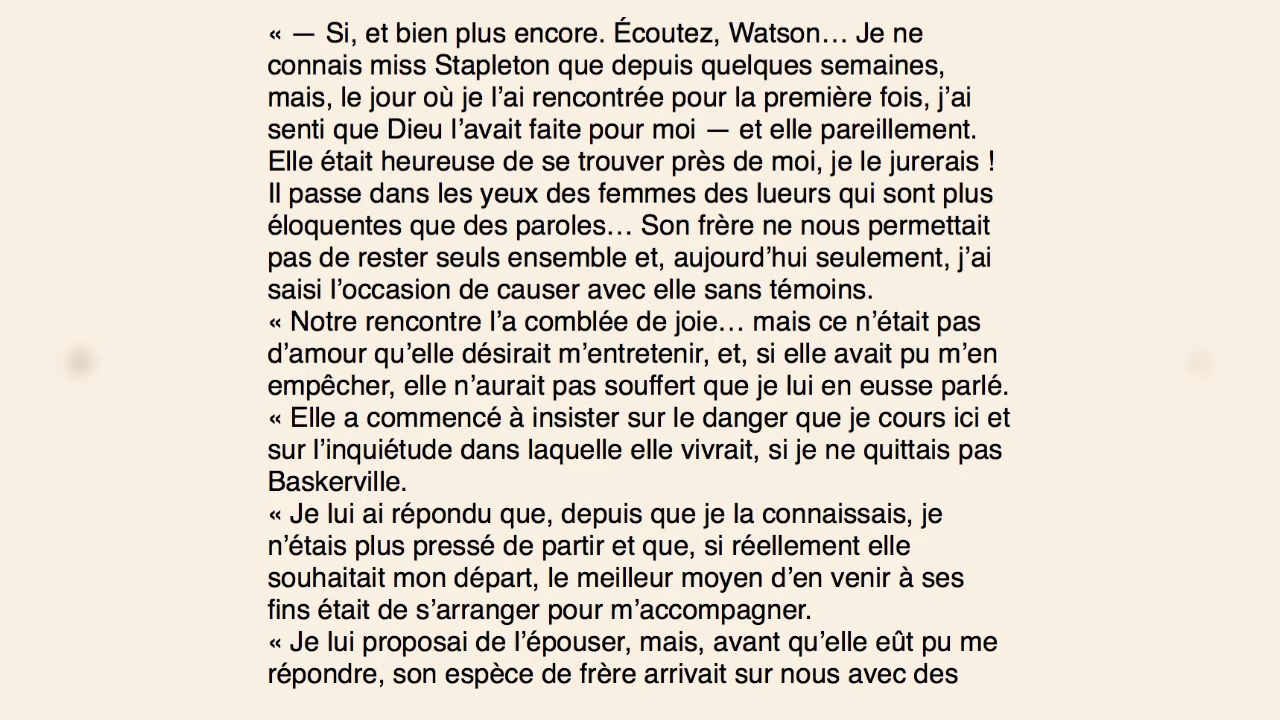 « — Si, et bien plus encore. Écoutez, Watson… Je ne
connais miss Stapleton que depuis quelques semaines,
mais, le jour où je l’ai rencontrée pour la première fois, j’ai
senti que Dieu l’avait faite pour moi — et elle pareillement.
Elle était heureuse de se trouver près de moi, je le jurerais !
Il passe dans les yeux des femmes des lueurs qui sont plus
éloquentes que des paroles… Son frère ne nous permettait
pas de rester seuls ensemble et, aujourd’hui seulement, j’ai
saisi l’occasion de causer avec elle sans témoins.
« Notre rencontre l’a comblée de joie… mais ce n’était pas
d’amour qu’elle désirait m’entretenir, et, si elle avait pu m’en
empêcher, elle n’aurait pas souffert que je lui en eusse parlé.
« Elle a commencé à insister sur le danger que je cours ici et
sur l’inquiétude dans laquelle elle vivrait, si je ne quittais pas
Baskerville.
« Je lui ai répondu que, depuis que je la connaissais, je
n’étais plus pressé de partir et que, si réellement elle
souhaitait mon départ, le meilleur moyen d’en venir à ses
fins était de s’arranger pour m’accompagner.
« Je lui proposai de l’épouser, mais, avant qu’elle eût pu me
répondre, son espèce de frère arrivait sur nous avec des